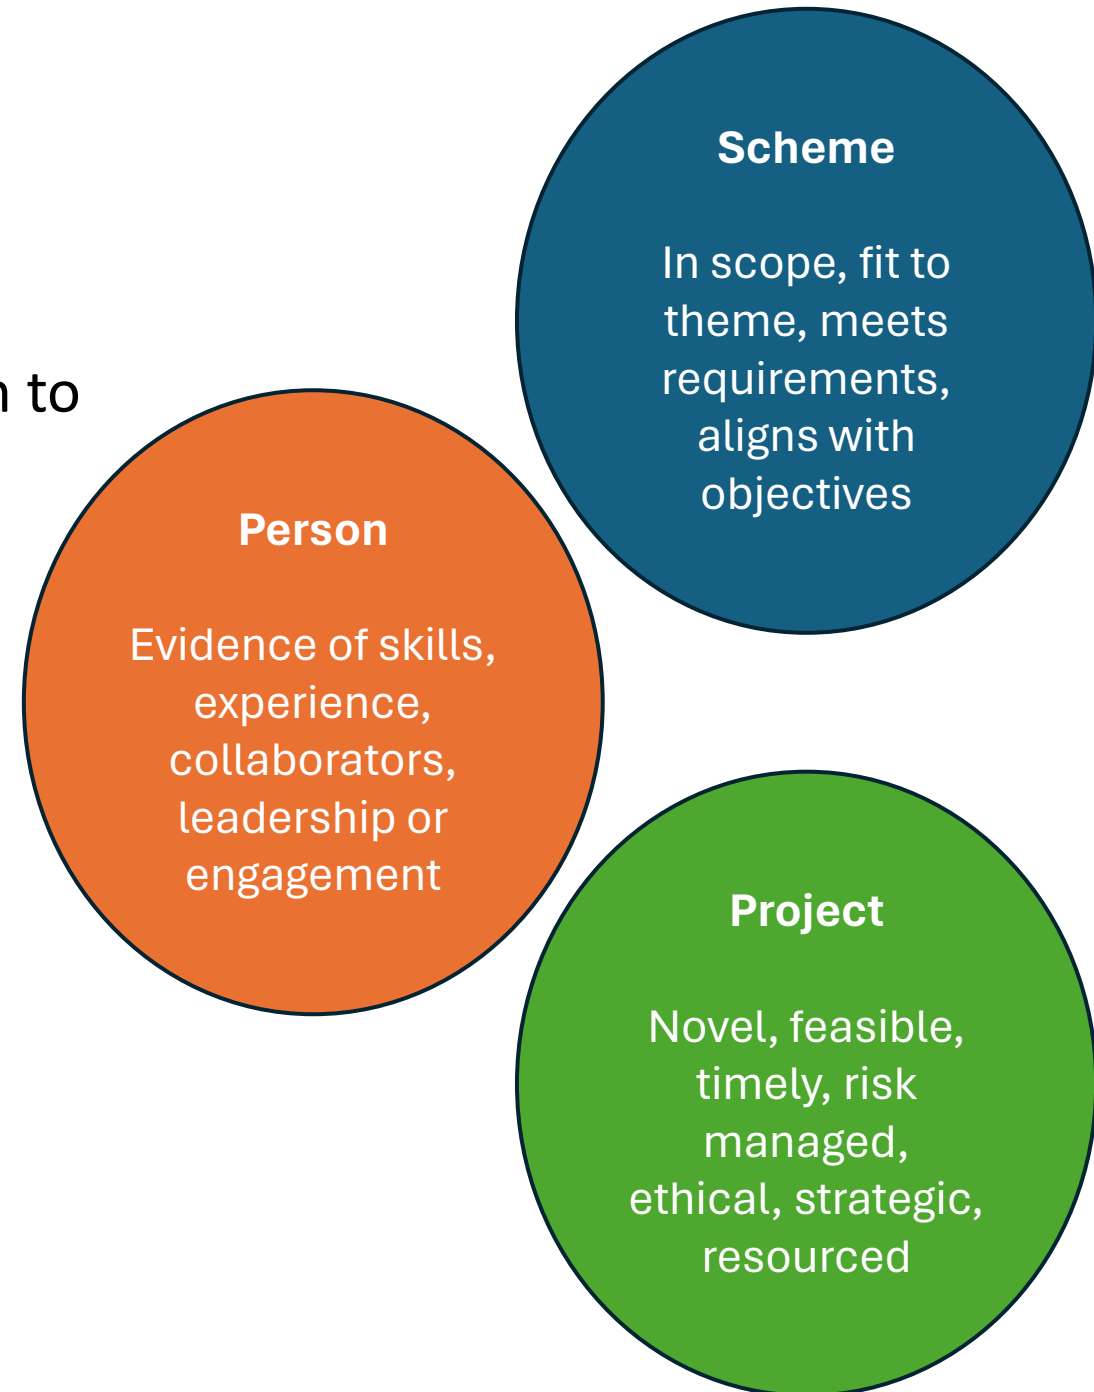 Scheme
In scope, fit to
theme, meets
requirements,
aligns with
objectives
to
Person
Evidence of skills,
experience,
collaborators,
leadership or
engagement
Project
Novel, feasible,
timely, risk
managed,
ethical, strategic,
resourced